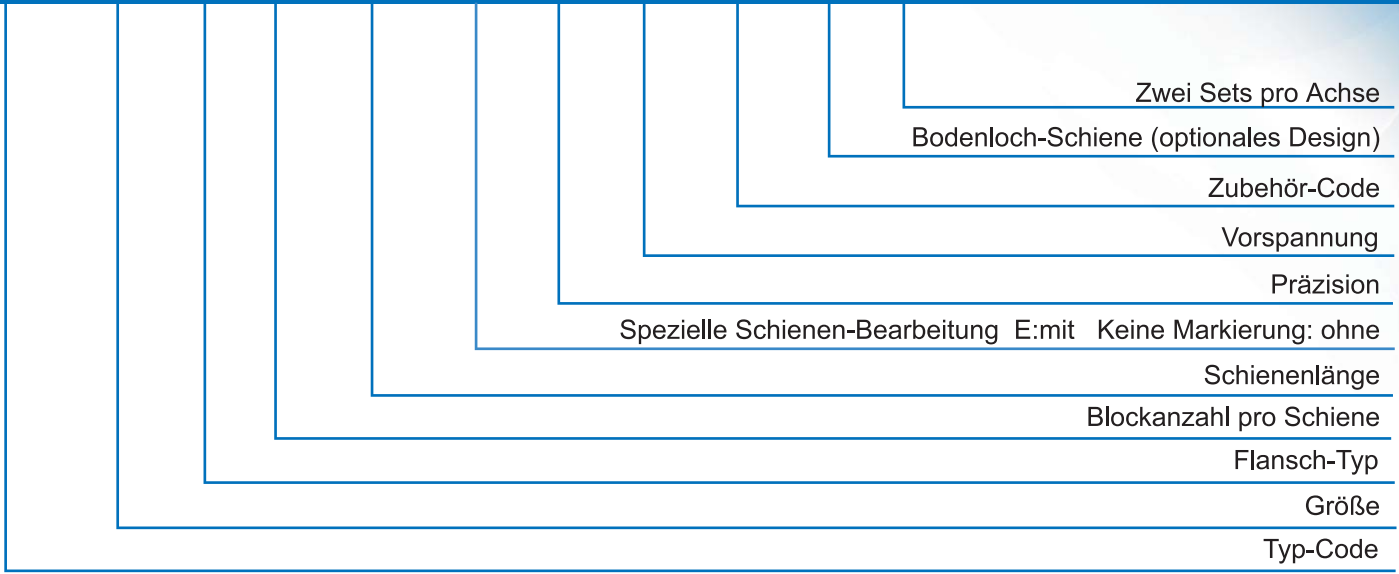 Zwei Sets pro Achse
Bodenloch-Schiene (optionales Design)
Zubehör-Code
Vorspannung
Präzision
Spezielle Schienen-Bearbeitung E:mit Keine Markierung: ohne
Schienenlänge
Blockanzahl pro Schiene
Flansch-Typ
Größe
Typ-Code